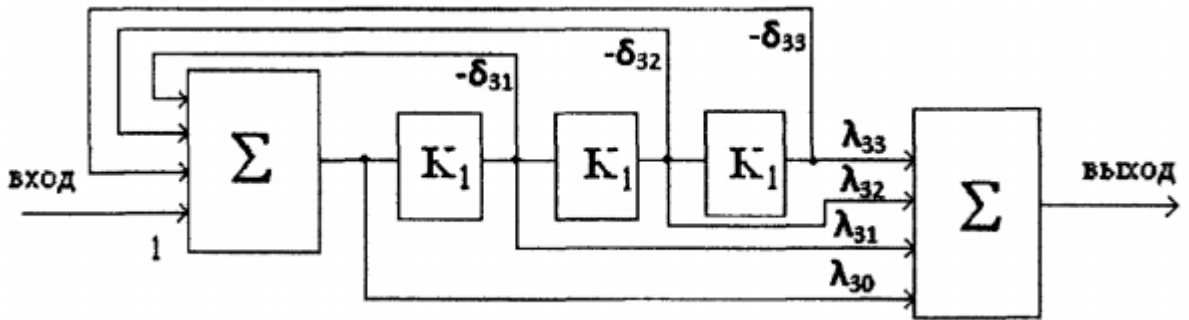 -δ₃₃
-δ₃₂
-δ₃₁
вход
1
Σ
K₁
K₁
K₁
λ₃₃
λ₃₂
λ₃₁
λ₃₀
Σ
выход